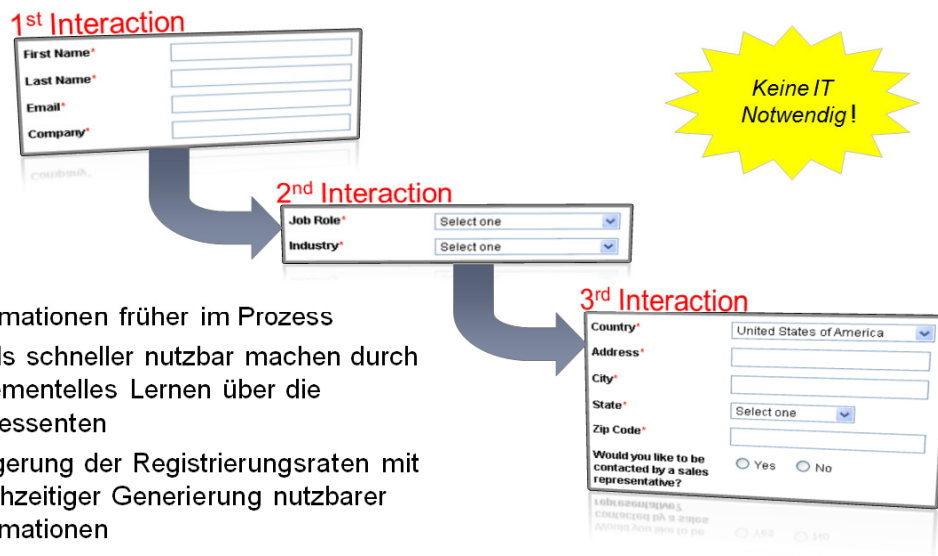 1st Interaction
First Name*
Last Name*
Email*
Company*
Keine IT
Notwendig!
2nd Interaction
Job Role* Select one
Industry* Select one
3rd Interaction
Country* United States of America
Address*
City*
State* Select one
Zip Code*
Would you like to be
contacted by a sales
representative?
Yes No
mationen früher im Prozess
ls schneller nutzbar machen durch
ementelles Lernen über die
essenten
gerung der Registrierungsraten mit
hzeitiger Generierung nutzbarer
rmationen